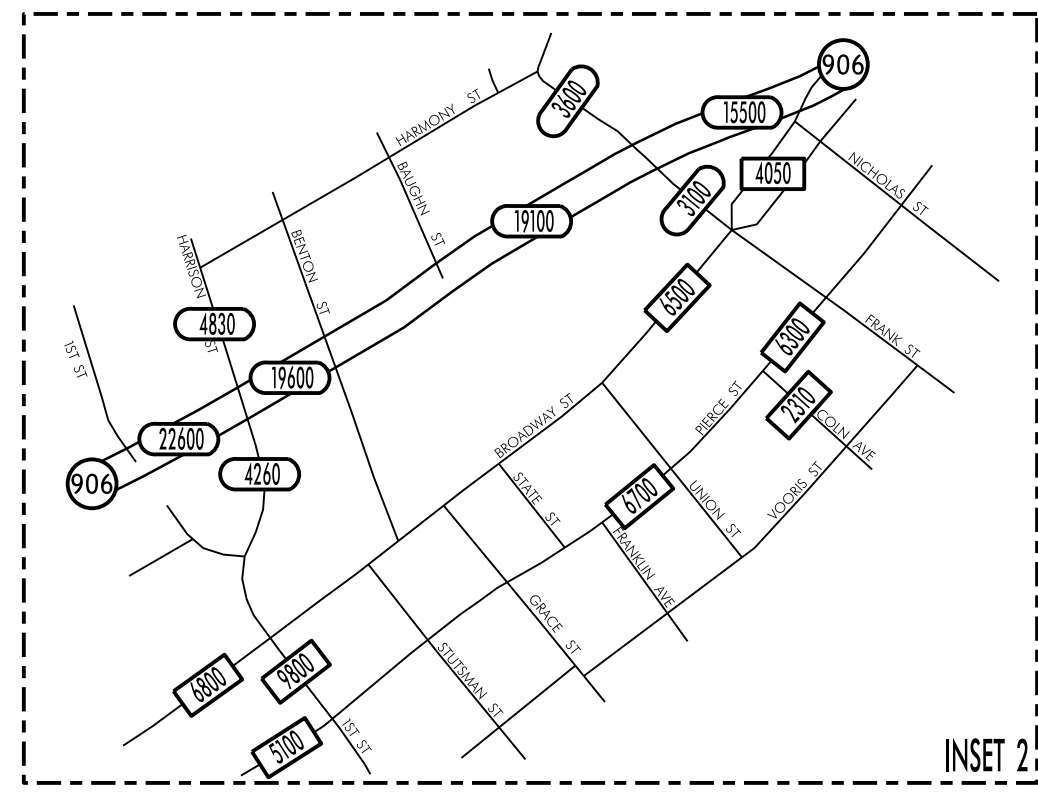 906
3600
15500
HARMONY ST
4050
NICHOLAS ST
BAUGHN ST
3100
19100
HARRISON ST
BENTON ST
4830
6500
6300
FRANK ST
1ST ST
19600
PIERCE ST
2310
COLN AVE
BROADWAY ST
22600
906
4260
STATE ST
6700
UNION ST
VOORIS ST
FRANKLIN AVE
GRACE ST
STUTSMAN ST
6800
9800
5100
1ST ST
INSET 2